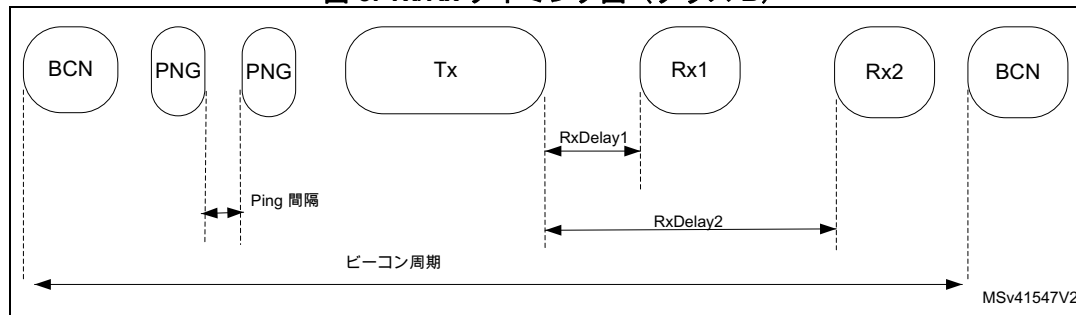 BCN PNG PNG Tx Rx1 Rx2 BCN
RxDelay1
Ping 間隔
RxDelay2
ビーコン周期
MSv41547V2